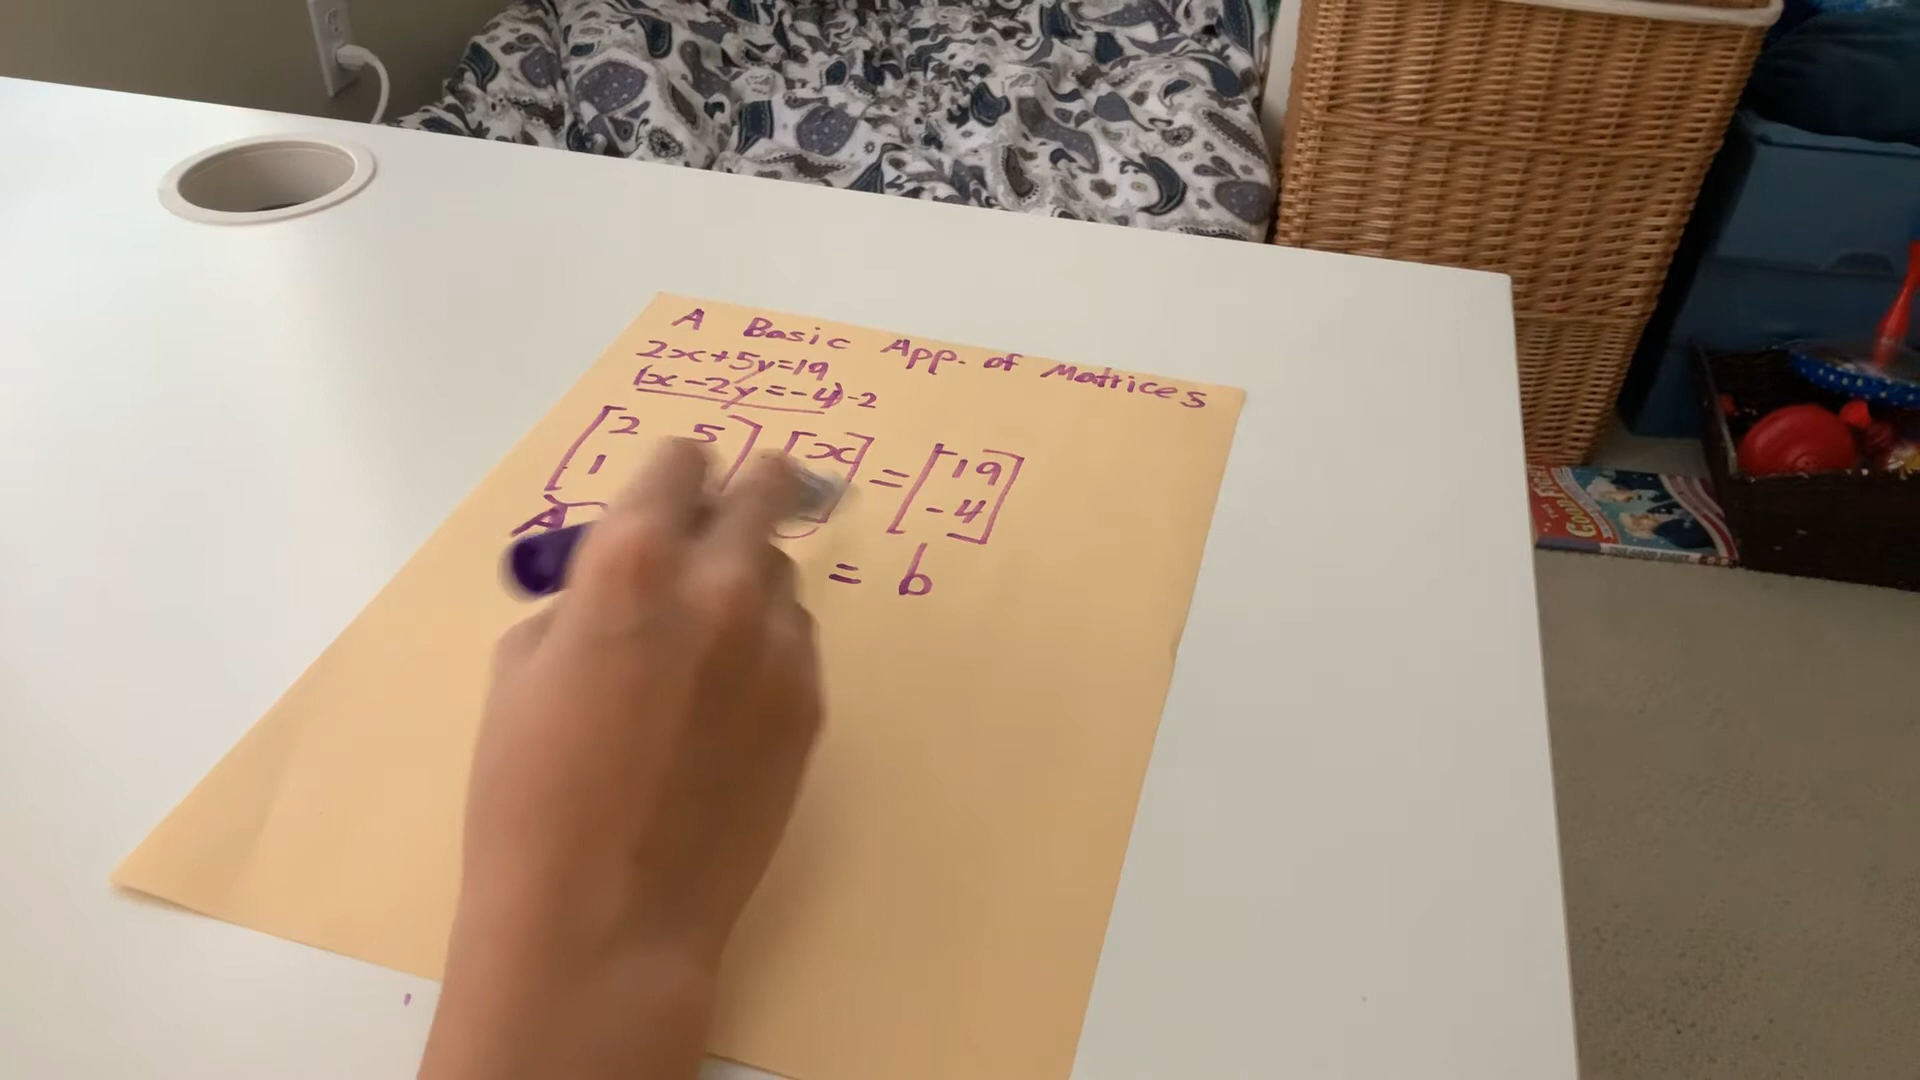 A Basic App. of Matrices
2x+5y=19
(x-2y=-4)-2
[2 5
1 ] [x
] = [19
-4]
A = b